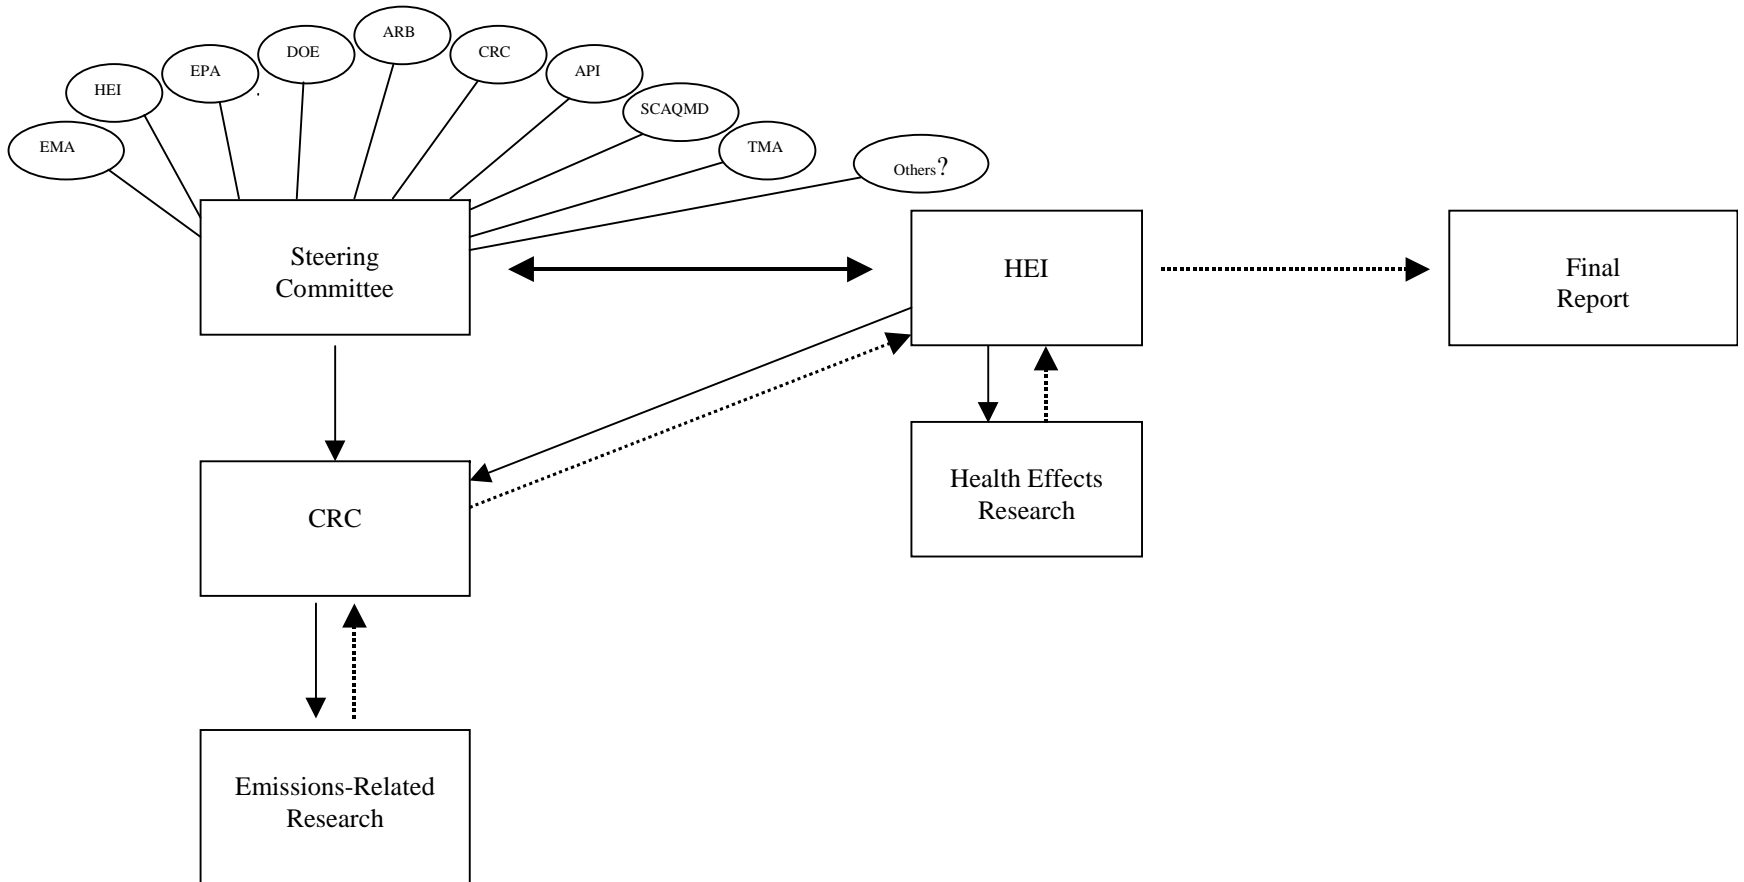 ARB
DOE
CRC
EPA
API
HEI
SCAQMD
EMA
TMA
Others?
Steering
Committee
HEI
Final
Report
Health Effects
Research
CRC
Emissions-Related
Research